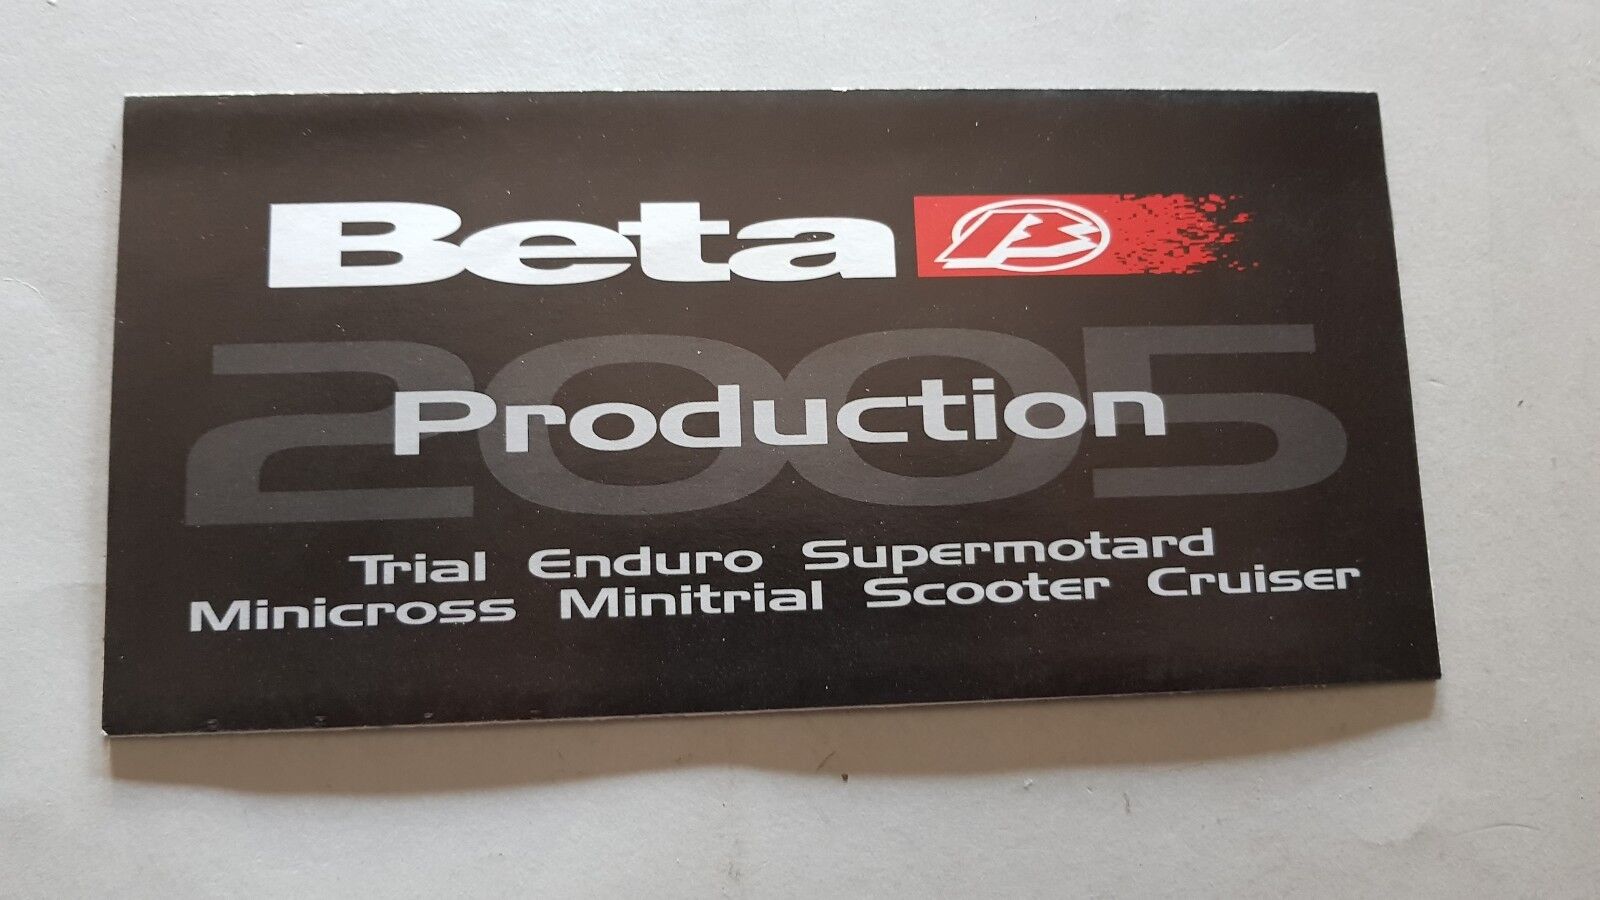 Beta
2005
Production
Trial Enduro Supermotard
Minicross Minitrial Scooter Cruiser